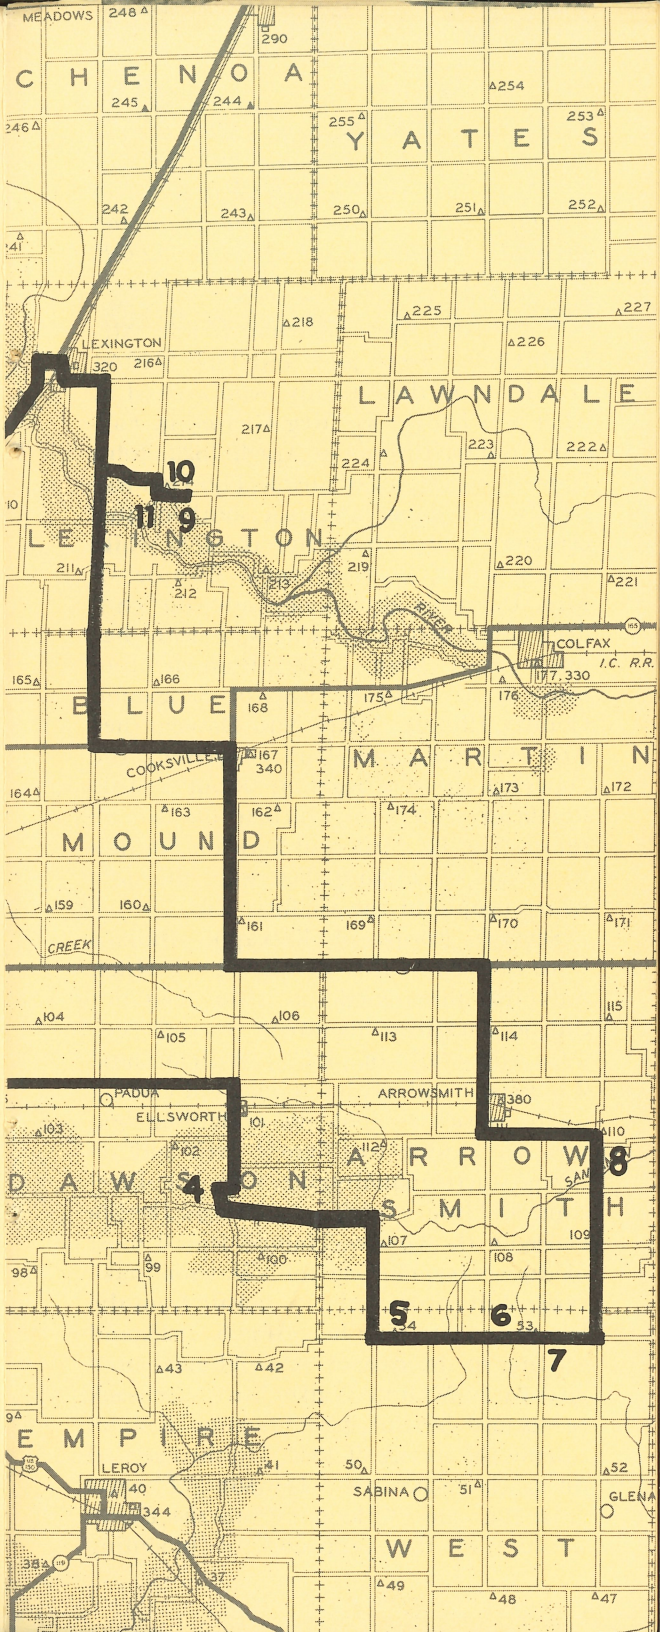 MEADOWS 248
290
C H E N O A
254
245 244
246 255 253
Y A T E S
242 243 250 251 252
241
225 227
218
226
LEXINGTON
216
320
L A W N D A L E
217 223 222
224
10
11 9
L E X I N G T O N
211 213 219 220
212 221
RIVER
165
COLFAX
I.C. R.R.
165 166 177,330
B L U E 168 175 176
COOKSVILLE 167
340
M A R T I N
164 173 172
163 162 174
M O U N D
159 160
161 169 170 171
CREEK
104 106 115
105 113 114
PADUA ARROWSMITH 380
ELLSWORTH 101
103 110
102 112
A R R O W
8
D A W S O N
4
S M I T H
107 109
98 99 100 108
5 6
54 53
7
43 42
E M P I R E
LEROY 41 50 52
40 SABINA 51
344 GLENA
W E S T
38 37 49
48 47